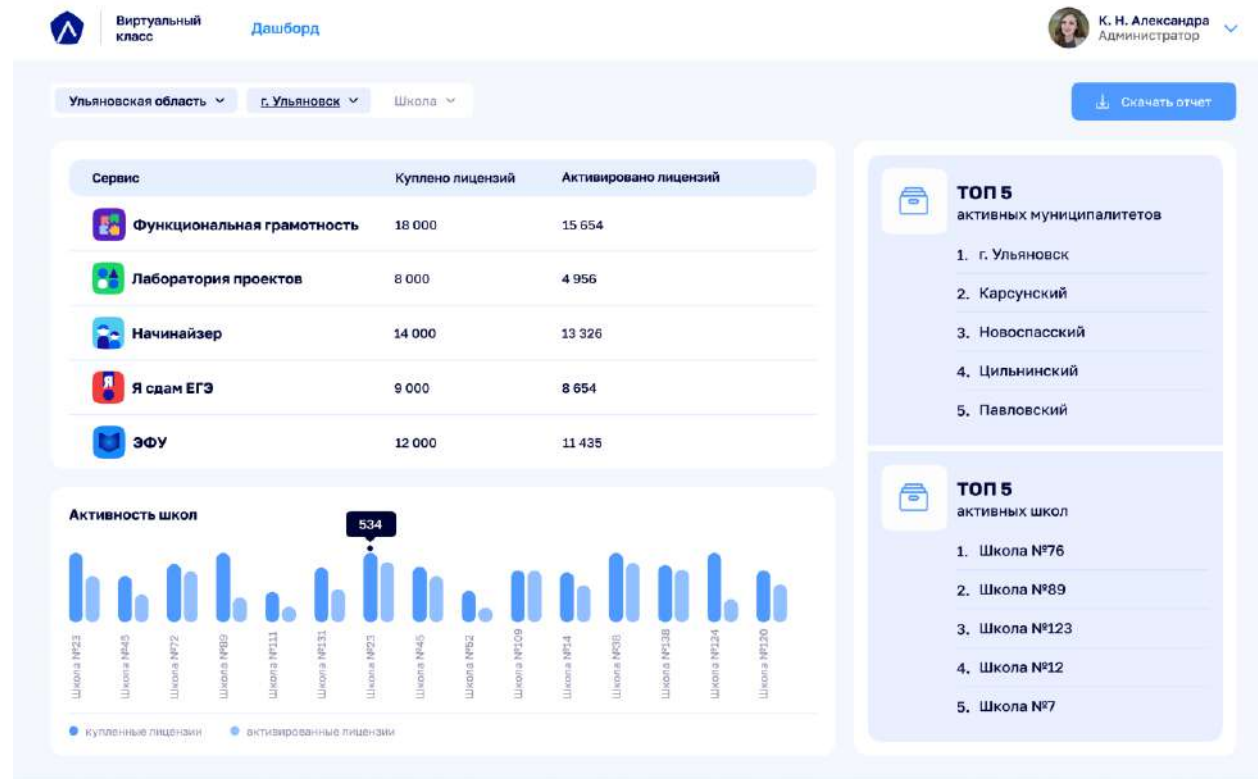 Виртуальный
класс
Дашборд
К. Н. Александра
Администратор
Ульяновская область
г. Ульяновск
Школа
Скачать отчет
Сервис Куплено лицензий Активировано лицензий
Функциональная грамотность 18 000 15 654
Лаборатория проектов 8 000 4 956
Начинайзер 14 000 13 326
Я сдам ЕГЭ 9 000 8 654
ЭФУ 12 000 11 435
ТОП 5
активных муниципалитетов
1. г. Ульяновск
2. Карсунский
3. Новоспасский
4. Цильнинский
5. Павловский
Активность школ
534
Школа №23
Школа №45
Школа №72
Школа №89
Школа №111
Школа №131
Школа №23
Школа №45
Школа №52
Школа №109
Школа №14
Школа №38
Школа №138
Школа №124
Школа №120
купленные лицензии
активированные лицензии
ТОП 5
активных школ
1. Школа №76
2. Школа №89
3. Школа №123
4. Школа №12
5. Школа №7